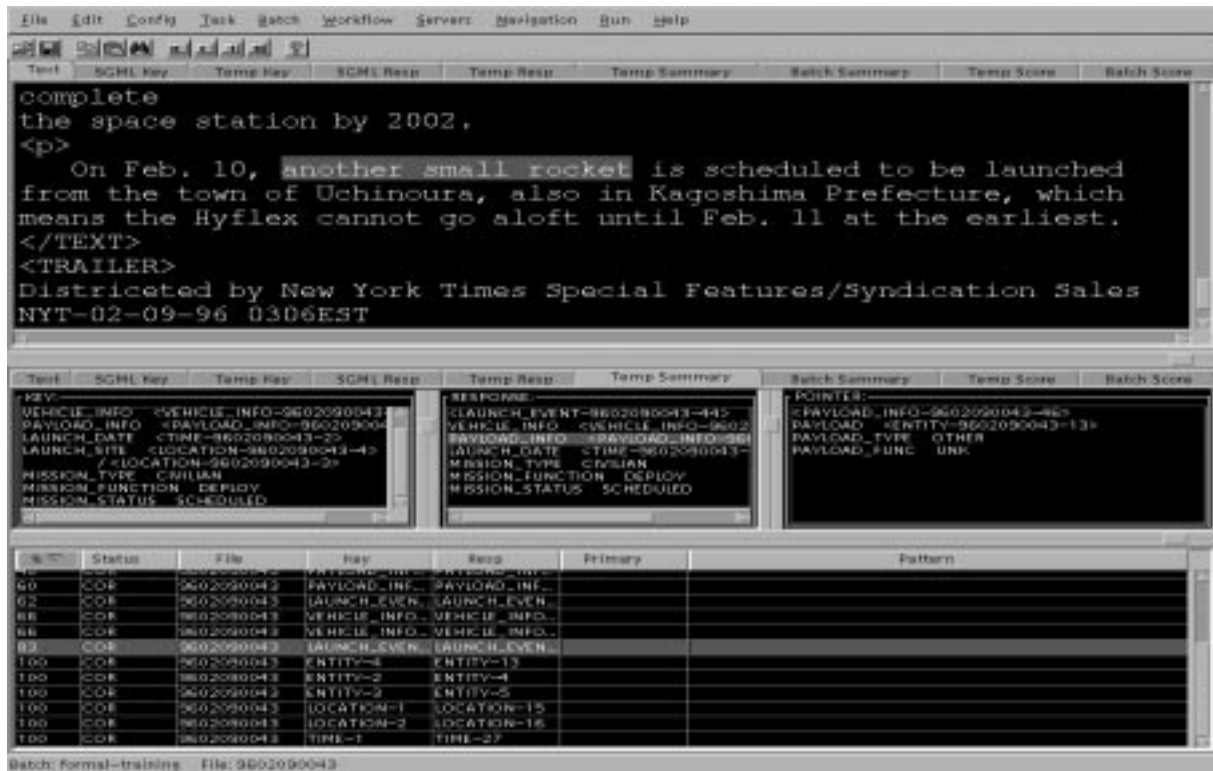 File Edit Config Task Batch Workflow Servers Navigation Run Help
Text SGML Key Temp Key SGML Resp Temp Resp Temp Summary Batch Summary Temp Score Batch Score
complete
the space station by 2002.
<p>
On Feb. 10, another small rocket is scheduled to be launched
from the town of Uchinoura, also in Kagoshima Prefecture, which
means the Hyflex cannot go aloft until Feb. 11 at the earliest.
</TEXT>
<TRAILER>
Districeted by New York Times Special Features/Syndication Sales
NYT-02-09-96 0306EST
Text SGML Key Temp Key SGML Resp Temp Resp Temp Summary Batch Summary Temp Score Batch Score
KEY:
VEHICLE_INFO <VEHICLE_INFO-9602090043
PAYLOAD_INFO <PAYLOAD_INFO-960209004
LAUNCH_DATE <TIME-9602090043-2>
LAUNCH_SITE <LOCATION-9602090043-4>
/ <LOCATION-9602090043-3>
MISSION_TYPE CIVILIAN
MISSION_FUNCTION DEPLOY
MISSION_STATUS SCHEDULED
RESPONSE:
<LAUNCH_EVENT-9602090043-44>
VEHICLE_INFO <VEHICLE_INFO-9602
PAYLOAD_INFO <PAYLOAD_INFO-960
LAUNCH_DATE <TIME-9602090043-
MISSION_TYPE CIVILIAN
MISSION_FUNCTION DEPLOY
MISSION_STATUS SCHEDULED
POINTER:
<PAYLOAD_INFO-9602090043-46>
PAYLOAD <ENTITY-9602090043-13>
PAYLOAD_TYPE OTHER
PAYLOAD_FUNC UNK
% Status File Key Resp Primary Pattern
60 COR 9602090043 PAYLOAD_INF... PAYLOAD_INF...
62 COR 9602090043 LAUNCH_EVEN... LAUNCH_EVEN...
66 COR 9602090043 VEHICLE_INFO... VEHICLE_INFO...
66 COR 9602090043 VEHICLE_INFO... VEHICLE_INFO...
83 COR 9602090043 LAUNCH_EVEN... LAUNCH_EVEN...
100 COR 9602090043 ENTITY-4 ENTITY-13
100 COR 9602090043 ENTITY-2 ENTITY-4
100 COR 9602090043 ENTITY-3 ENTITY-5
100 COR 9602090043 LOCATION-1 LOCATION-15
100 COR 9602090043 LOCATION-2 LOCATION-16
100 COR 9602090043 TIME-1 TIME-27
Batch: formal-training File: 9602090043